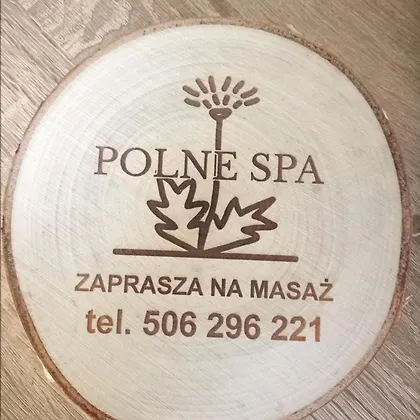 POLNE SPA
ZAPRASZA NA MASAŻ
tel. 506 296 221